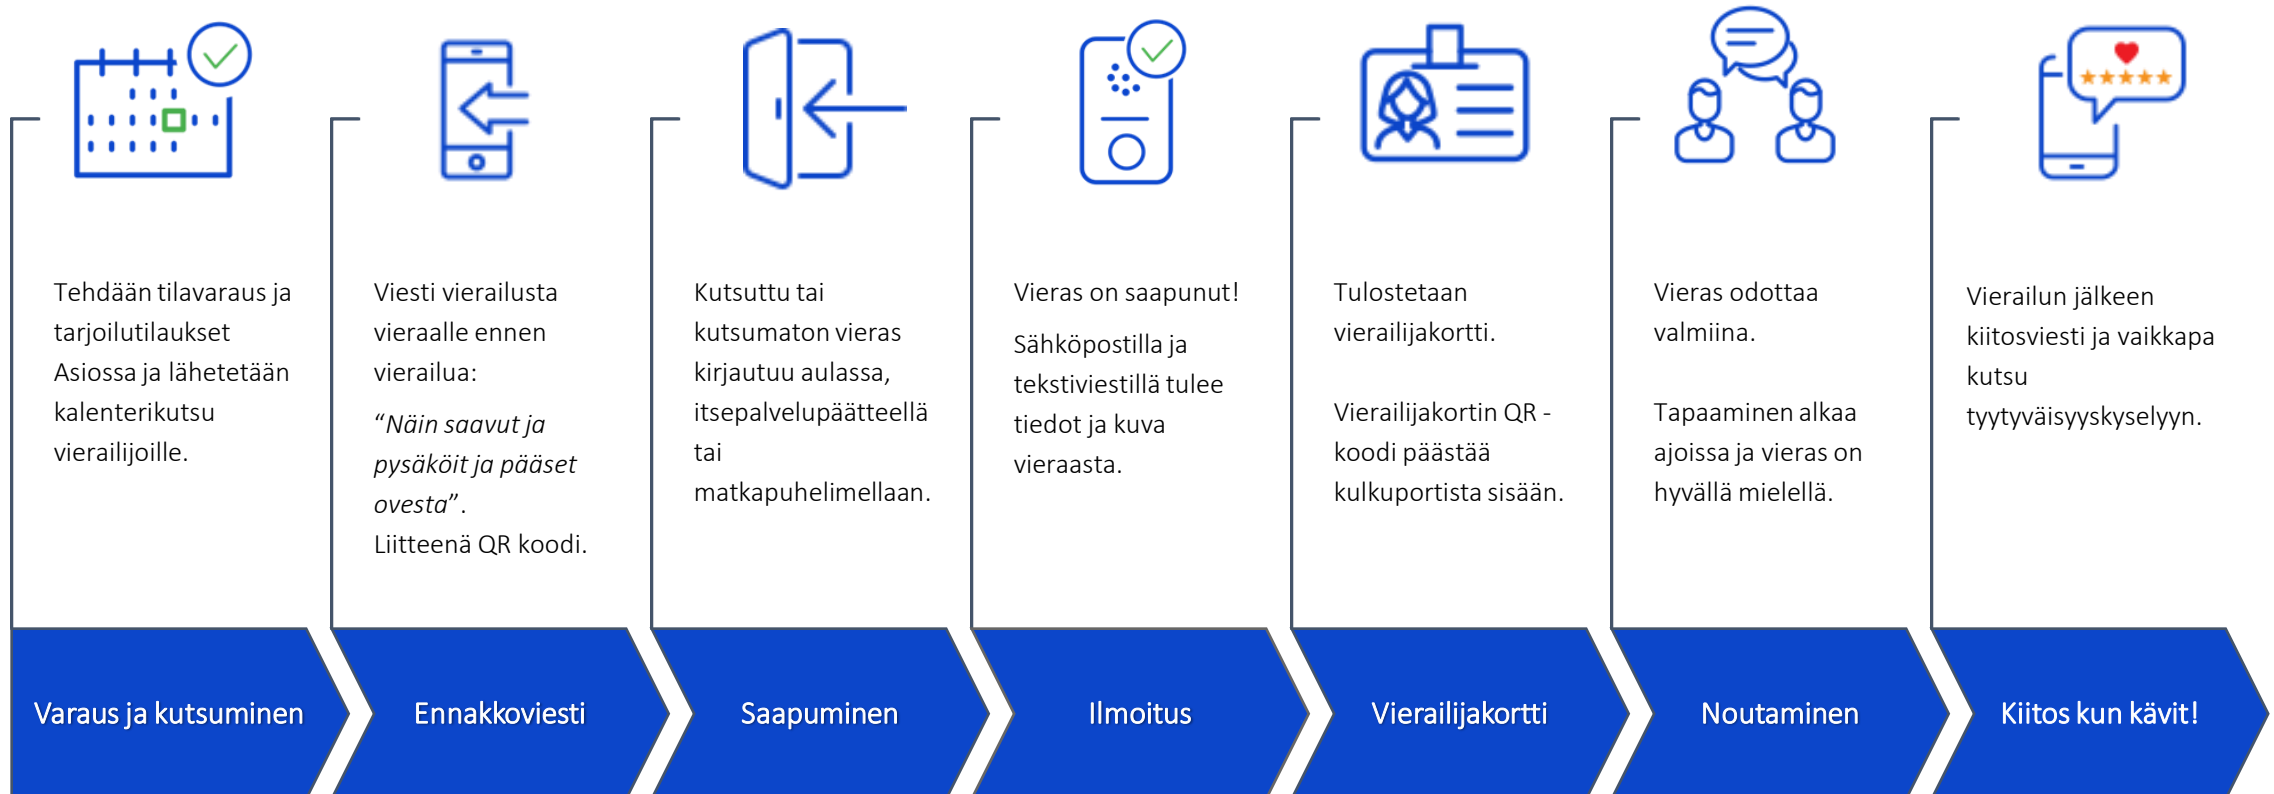 Tehdään tilavaraus ja
tarjoilutilaukset
Asiossa ja lähetetään
kalenterikutsu
vierailijoille.
Viesti vierailusta
vieraalle ennen
vierailua:
“Näin saavut ja
pysäköit ja pääset
ovesta”.
Liitteenä QR koodi.
Kutsuttu tai
kutsumaton vieras
kirjautuu aulassa,
itsepalvelupäätteellä
tai
matkapuhelimellaan.
Vieras on saapunut!
Sähköpostilla ja
tekstiviestillä tulee
tiedot ja kuva
vieraasta.
Tulostetaan
vierailijakortti.
Vierailijakortin QR -
koodi päästää
kulkuportista sisään.
Vieras odottaa
valmiina.
Tapaaminen alkaa
ajoissa ja vieras on
hyvällä mielellä.
Vierailun jälkeen
kiitosviesti ja vaikkapa
kutsu
tyytyväisyyskyselyyn.
Varaus ja kutsuminen
Ennakkoviesti
Saapuminen
Ilmoitus
Vierailijakortti
Noutaminen
Kiitos kun kävit!